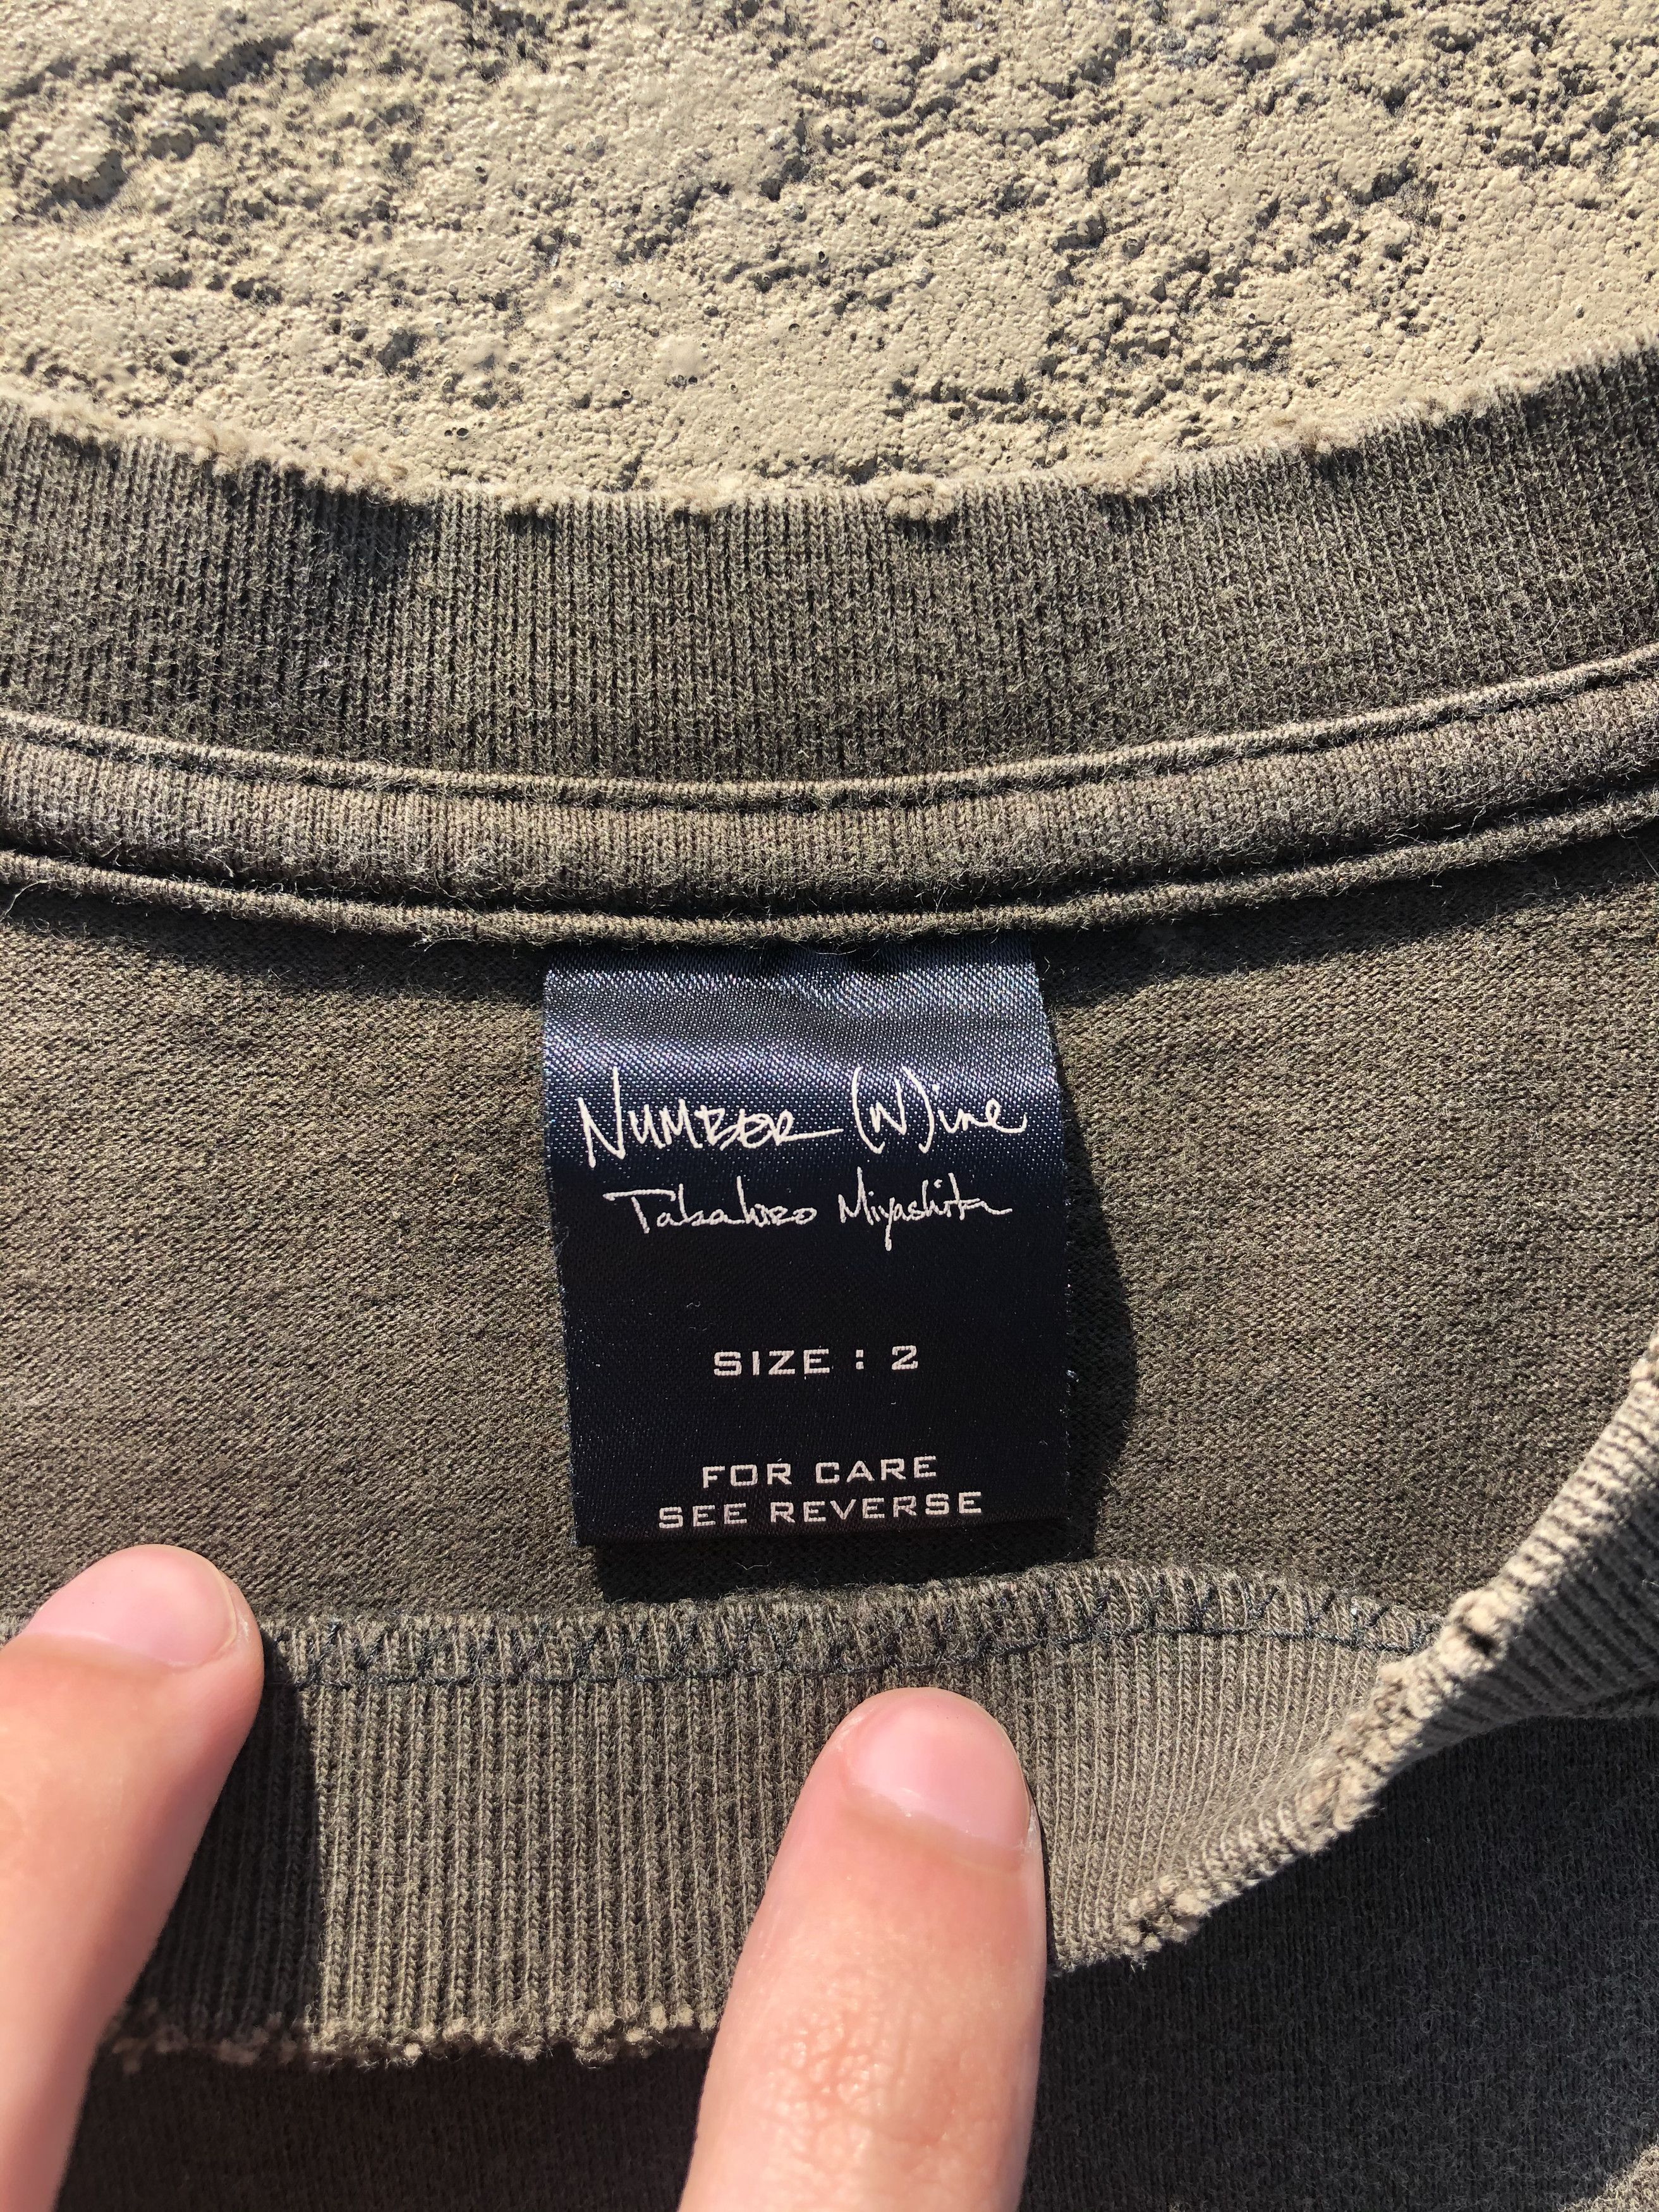 NUMBER (N)ine
Takahiro Miyashita
SIZE : 2
FOR CARE
SEE REVERSE